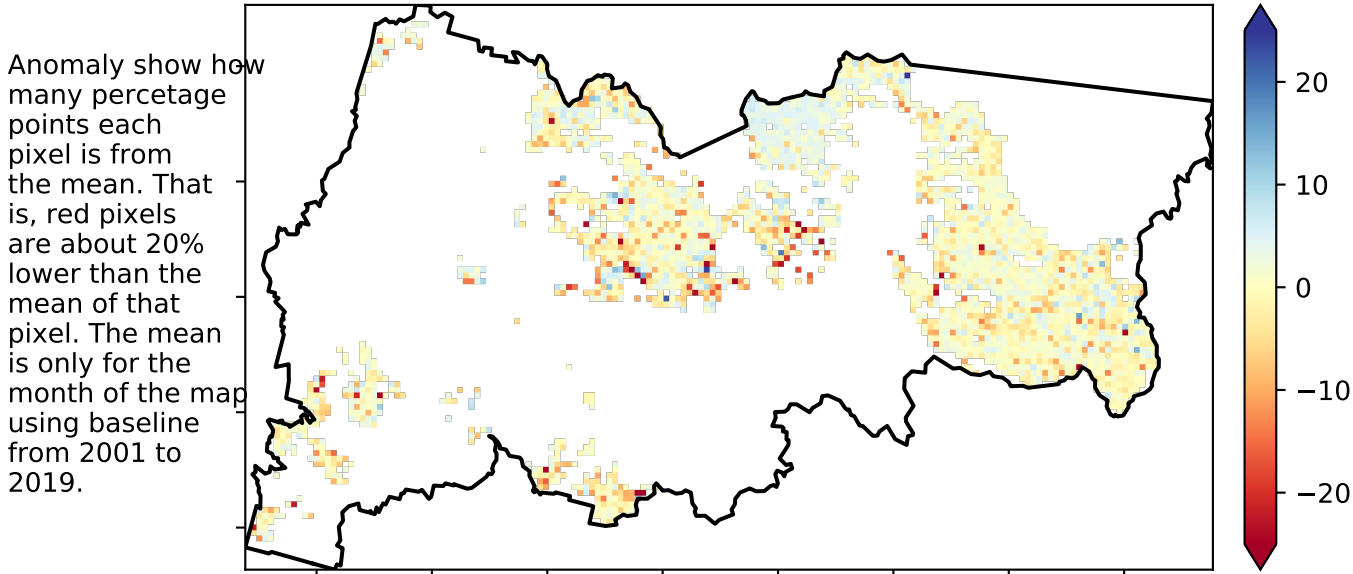 Anomaly show how
many percetage
points each
pixel is from
the mean. That
is, red pixels
are about 20%
lower than the
mean of that
pixel. The mean
is only for the
month of the map
using baseline
from 2001 to
2019.
20
10
0
−10
−20